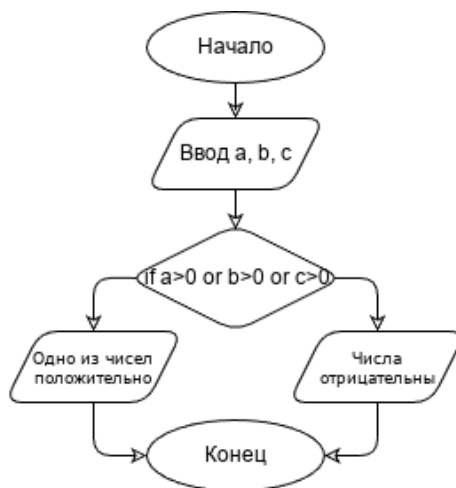 Начало
Ввод a, b, c
if a>0 or b>0 or c>0
Одно из чисел
положительно
Числа
отрицательны
Конец